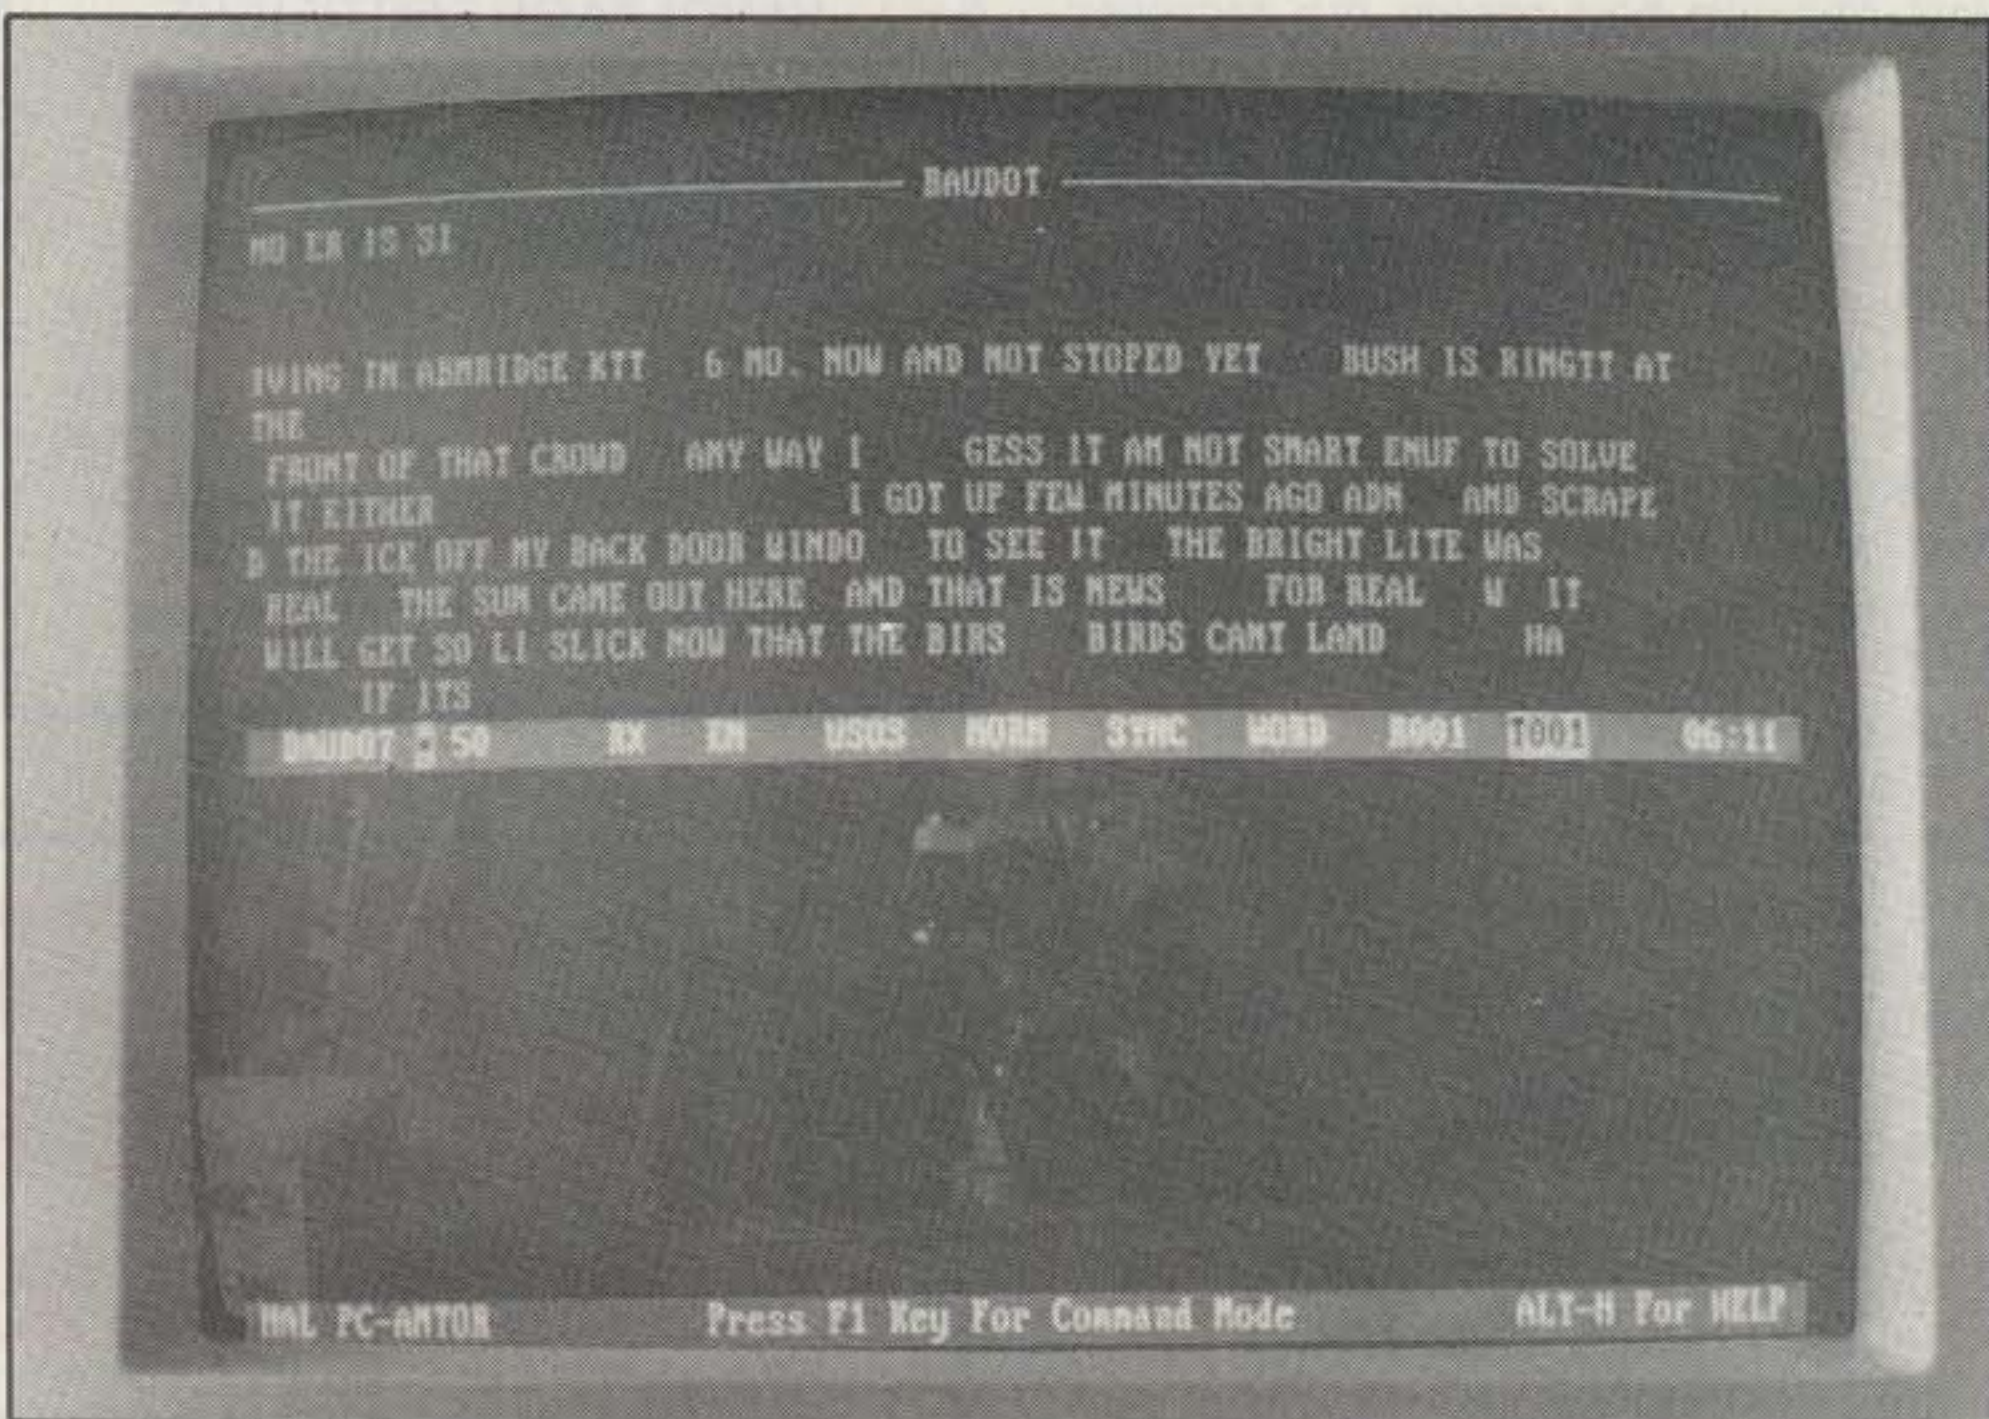 BAUDOT
MO ER IS SI
IVING IN ABMRIDGE KTT 6 MO. NOW AND NOT STOPED YET BUSH IS RINGTT AT
THE
FRONT OF THAT CROWD ANY WAY I GESS IT AM NOT SMART ENUF TO SOLVE
IT EITHER I GOT UP FEW MINUTES AGO ADN AND SCRAPE
D THE ICE OFF MY BACK DOOR WINDO TO SEE IT THE BRIGHT LITE WAS
REAL THE SUN CAME OUT HERE AND THAT IS NEWS FOR REAL W IT
WILL GET SO LI SLICK NOW THAT THE BIRS BIRDS CANT LAND HA
IF ITS
BAUDOT 50 RX USOS NORM SYNC WORD R001 T001 06:11
HAL PC-AMTOR Press F1 Key For Command Mode ALT-H For HELP